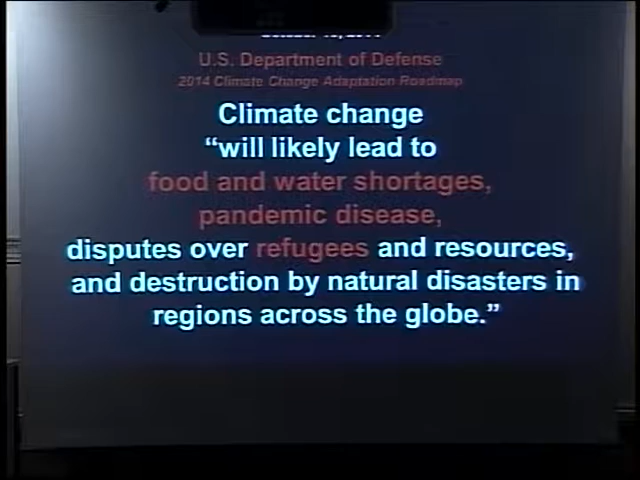 U.S. Department of Defense
2014 Climate Change Adaptation Roadmap
Climate change
“will likely lead to
food and water shortages,
pandemic disease,
disputes over refugees and resources,
and destruction by natural disasters in
regions across the globe.”